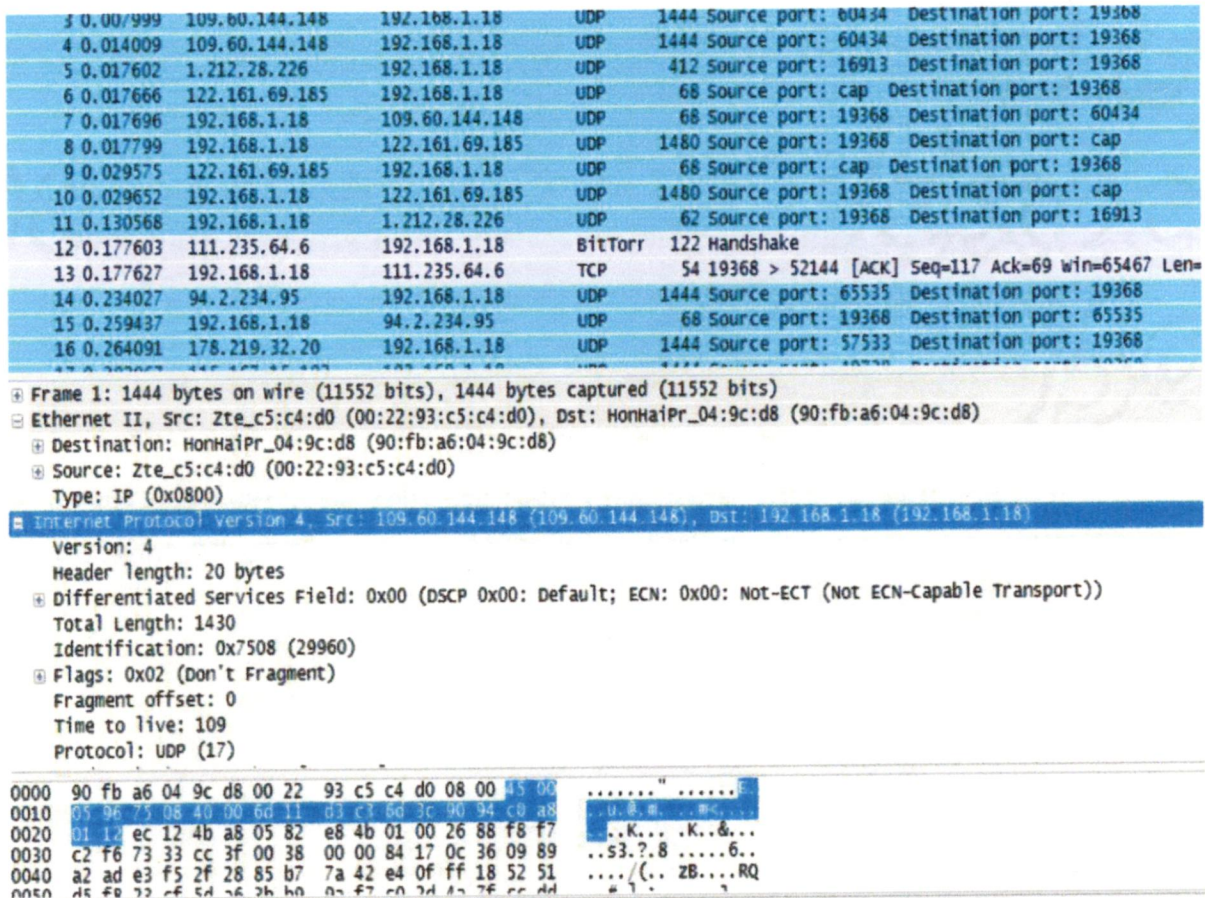 3 0.007999 109.60.144.148 192.168.1.18 UDP 1444 Source port: 60434 Destination port: 19368
4 0.014009 109.60.144.148 192.168.1.18 UDP 1444 Source port: 60434 Destination port: 19368
5 0.017602 1.212.28.226 192.168.1.18 UDP 412 Source port: 16913 Destination port: 19368
6 0.017666 122.161.69.185 192.168.1.18 UDP 68 Source port: cap Destination port: 19368
7 0.017696 192.168.1.18 109.60.144.148 UDP 68 Source port: 19368 Destination port: 60434
8 0.017799 192.168.1.18 122.161.69.185 UDP 1480 Source port: 19368 Destination port: cap
9 0.029575 122.161.69.185 192.168.1.18 UDP 68 Source port: cap Destination port: 19368
10 0.029652 192.168.1.18 122.161.69.185 UDP 1480 Source port: 19368 Destination port: cap
11 0.130568 192.168.1.18 1.212.28.226 UDP 62 Source port: 19368 Destination port: 16913
12 0.177603 111.235.64.6 192.168.1.18 BitTorr 122 Handshake
13 0.177627 192.168.1.18 111.235.64.6 TCP 54 19368 > 52144 [ACK] Seq=117 Ack=69 Win=65467 Len=
14 0.234027 94.2.234.95 192.168.1.18 UDP 1444 Source port: 65535 Destination port: 19368
15 0.259437 192.168.1.18 94.2.234.95 UDP 68 Source port: 19368 Destination port: 65535
16 0.264091 178.219.32.20 192.168.1.18 UDP 1444 Source port: 57533 Destination port: 19368
Frame 1: 1444 bytes on wire (11552 bits), 1444 bytes captured (11552 bits)
Ethernet II, Src: Zte_c5:c4:d0 (00:22:93:c5:c4:d0), Dst: HonHaiPr_04:9c:d8 (90:fb:a6:04:9c:d8)
Destination: HonHaiPr_04:9c:d8 (90:fb:a6:04:9c:d8)
Source: Zte_c5:c4:d0 (00:22:93:c5:c4:d0)
Type: IP (0x0800)
Internet Protocol Version 4, Src: 109.60.144.148 (109.60.144.148), Dst: 192.168.1.18 (192.168.1.18)
Version: 4
Header length: 20 bytes
Differentiated Services Field: 0x00 (DSCP 0x00: Default; ECN: 0x00: Not-ECT (Not ECN-Capable Transport))
Total Length: 1430
Identification: 0x7508 (29960)
Flags: 0x02 (Don't Fragment)
Fragment offset: 0
Time to live: 109
Protocol: UDP (17)
0000 90 fb a6 04 9c d8 00 22 93 c5 c4 d0 08 00 45 00 ......." ......E.
0010 05 96 75 08 40 00 6d 11 d3 c3 6d 3c 90 94 c0 a8 ..u.@.m. ..m<....
0020 01 12 ec 12 4b a8 05 82 e8 4b 01 00 26 88 f8 f7 ....K... .K..&...
0030 c2 f6 73 33 cc 3f 00 38 00 00 84 17 0c 36 09 89 ..s3.?.8 .....6..
0040 a2 ad e3 f5 2f 28 85 b7 7a 42 e4 0f ff 18 52 51 ..../(.. zB....RQ
0050